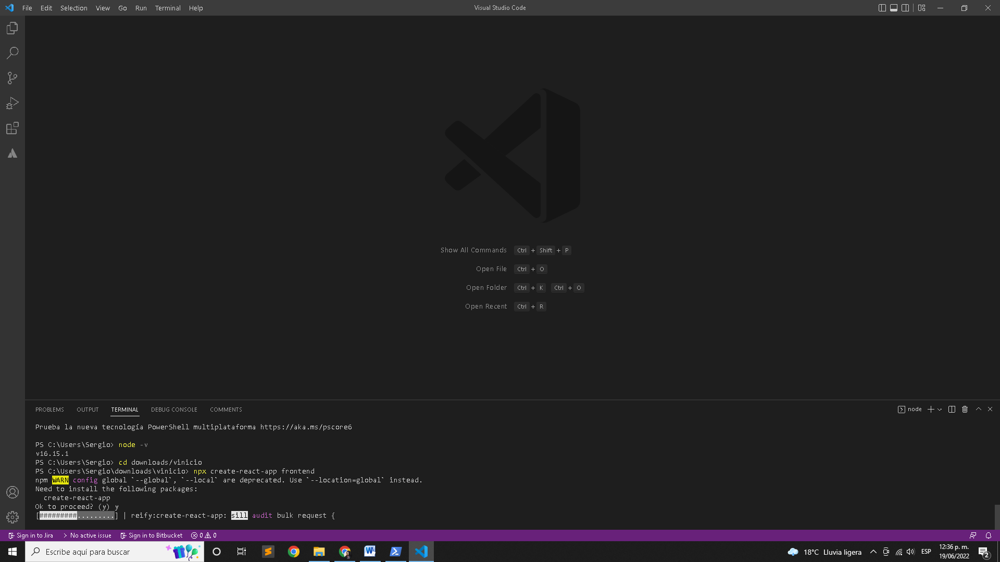 File Edit Selection View Go Run Terminal Help
Visual Studio Code
Show All Commands Ctrl + Shift + P
Open File Ctrl + O
Open Folder Ctrl + K Ctrl + O
Open Recent Ctrl + R
PROBLEMS OUTPUT TERMINAL DEBUG CONSOLE COMMENTS
node
Prueba la nueva tecnología PowerShell multiplataforma https://aka.ms/pscore6
PS C:\Users\Sergio> node -v
v16.15.1
PS C:\Users\Sergio> cd downloads/vinicio
PS C:\Users\Sergio\downloads\vinicio> npx create-react-app frontend
npm WARN config global `--global`, `--local` are deprecated. Use `--location=global` instead.
Need to install the following packages:
create-react-app
Ok to proceed? (y) y
[#########.........] | reify:create-react-app: sill audit bulk request {
Sign in to Jira No active issue Sign in to Bitbucket 0 0
Escribe aquí para buscar
18°C Lluvia ligera
ESP
12:36 p. m.
19/06/2022
2